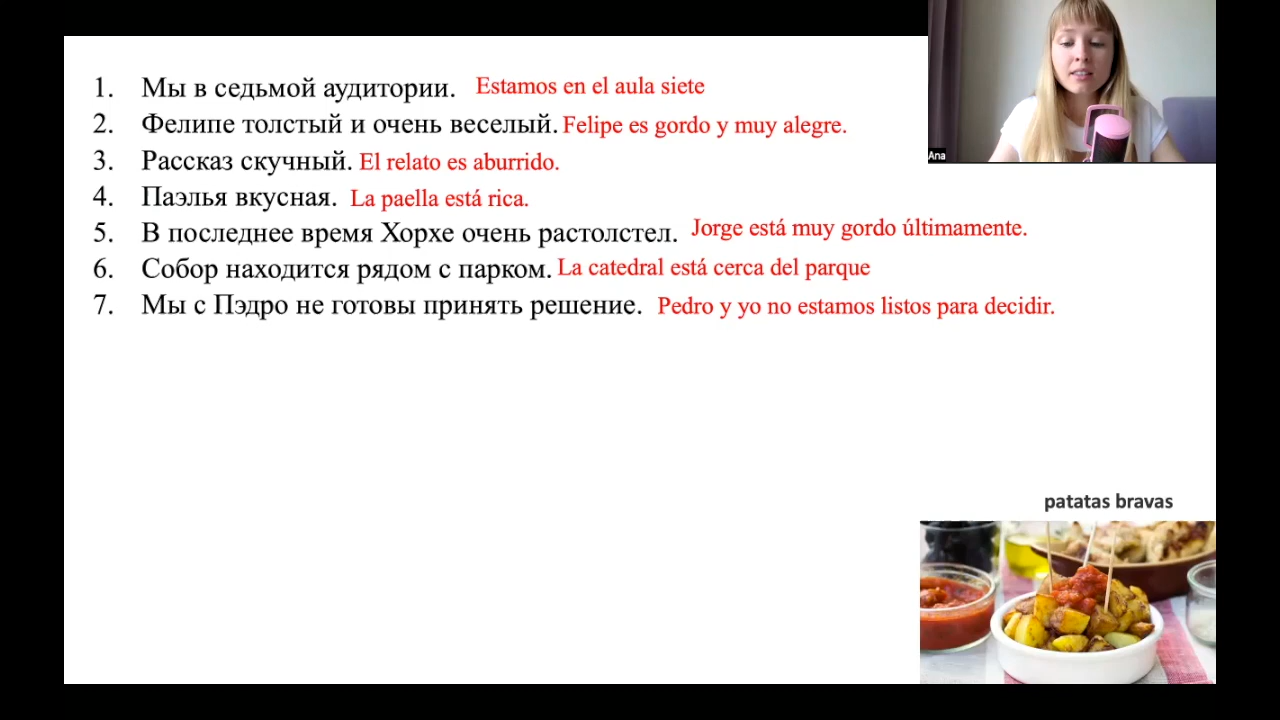 1. Мы в седьмой аудитории. Estamos en el aula siete
2. Фелипе толстый и очень веселый. Felipe es gordo y muy alegre.
3. Рассказ скучный. El relato es aburrido.
4. Паэлья вкусная. La paella está rica.
5. В последнее время Хорхе очень растолстел. Jorge está muy gordo últimamente.
6. Собор находится рядом с парком. La catedral está cerca del parque
7. Мы с Пэдро не готовы принять решение. Pedro y yo no estamos listos para decidir.
Ana
patatas bravas